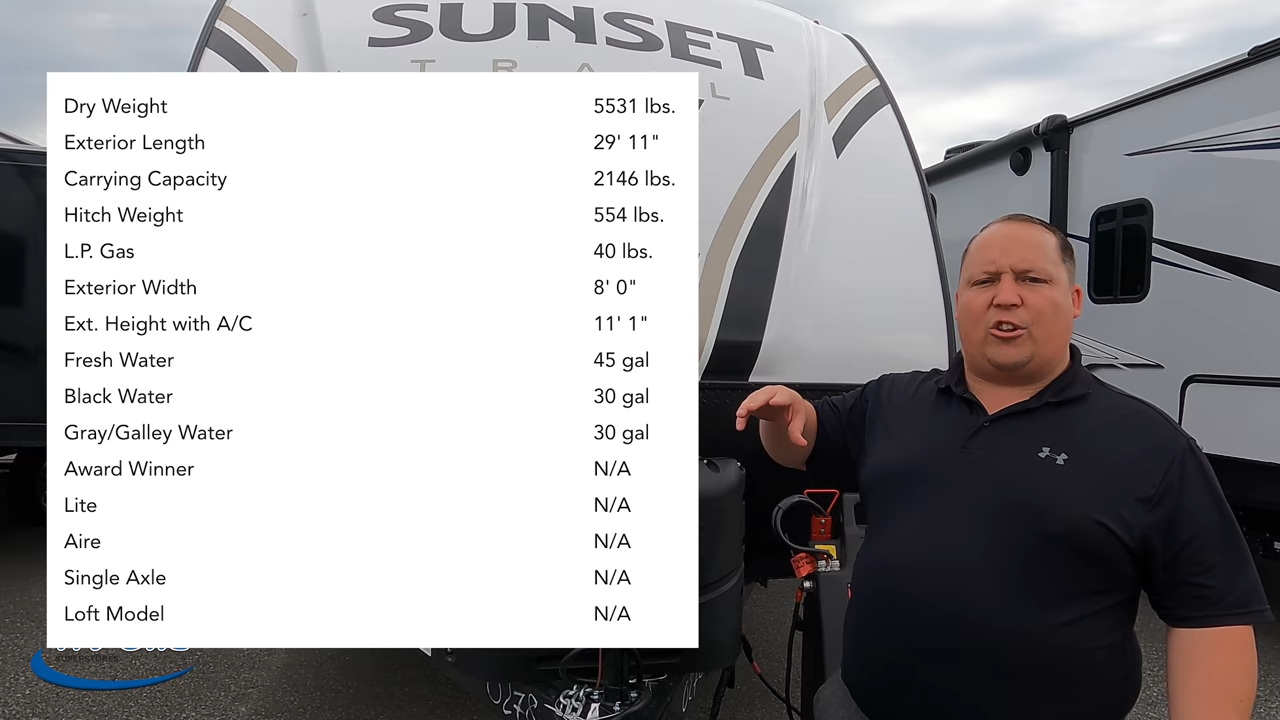 SUNSET
TRAIL
Dry Weight 5531 lbs.
Exterior Length 29' 11"
Carrying Capacity 2146 lbs.
Hitch Weight 554 lbs.
L.P. Gas 40 lbs.
Exterior Width 8' 0"
Ext. Height with A/C 11' 1"
Fresh Water 45 gal
Black Water 30 gal
Gray/Galley Water 30 gal
Award Winner N/A
Lite N/A
Aire N/A
Single Axle N/A
Loft Model N/A
SUPERSTORES